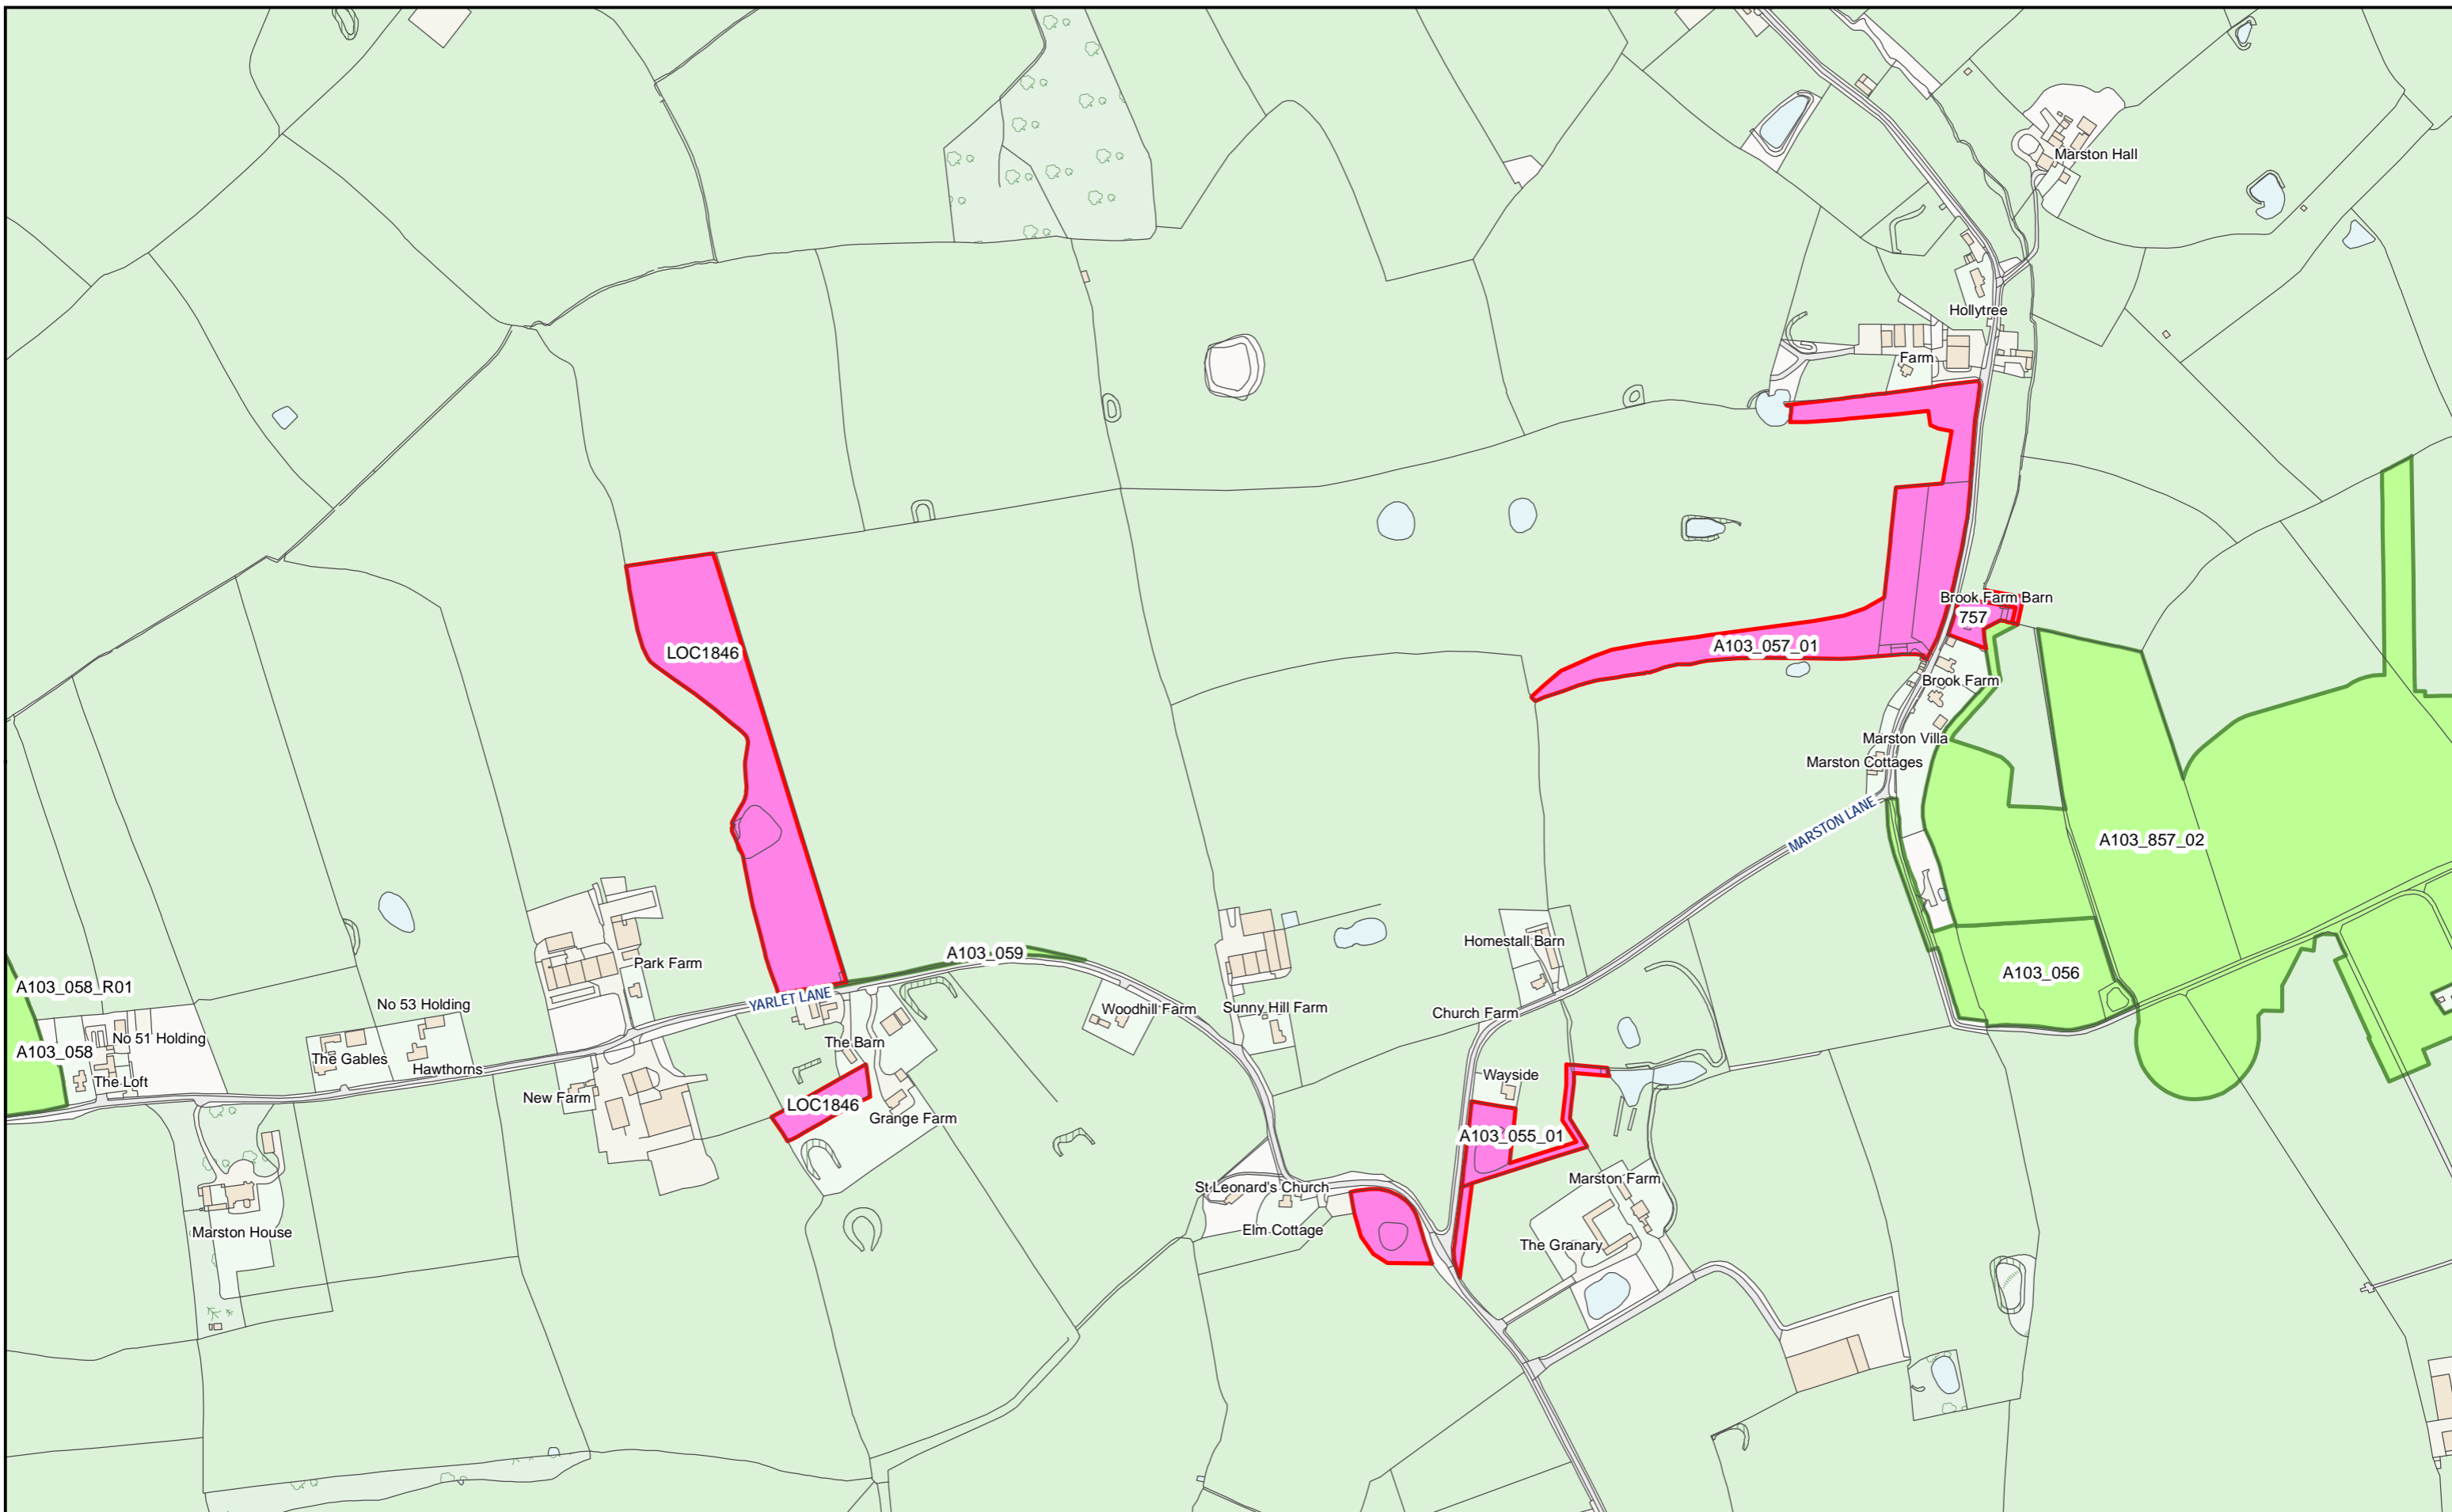 Marston Hall
Hollytree
Farm
Brook Farm Barn
757
LOC1846
A103_057_01
Brook Farm
Marston Villa
Marston Cottages
MARSTON LANE
A103_857_02
Homestall Barn
A103_059
Park Farm
A103_056
A103_058_R01
YARLET LANE
No 53 Holding
Woodhill Farm
Sunny Hill Farm
Church Farm
No 51 Holding
The Barn
A103_058
The Gables
Hawthorns
The Loft
Wayside
New Farm
LOC1846
Grange Farm
A103_055_01
Marston Farm
St Leonard's Church
Marston House
Elm Cottage
The Granary